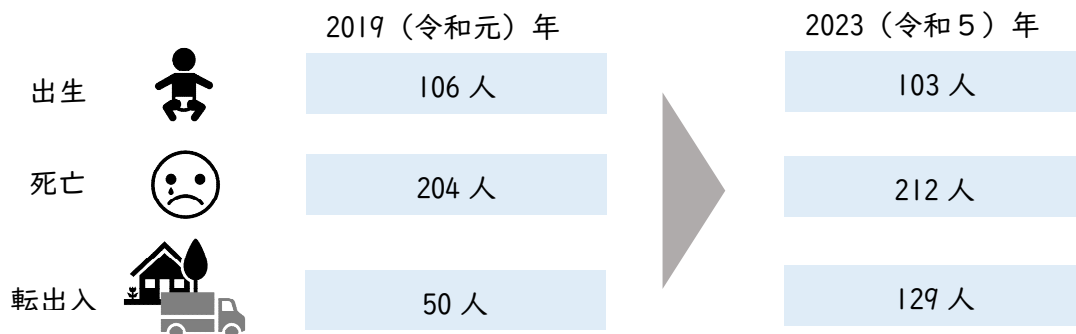 2019（令和元）年
2023（令和５）年
出生
106 人
103 人
死亡
204 人
212 人
転出入
50 人
129 人